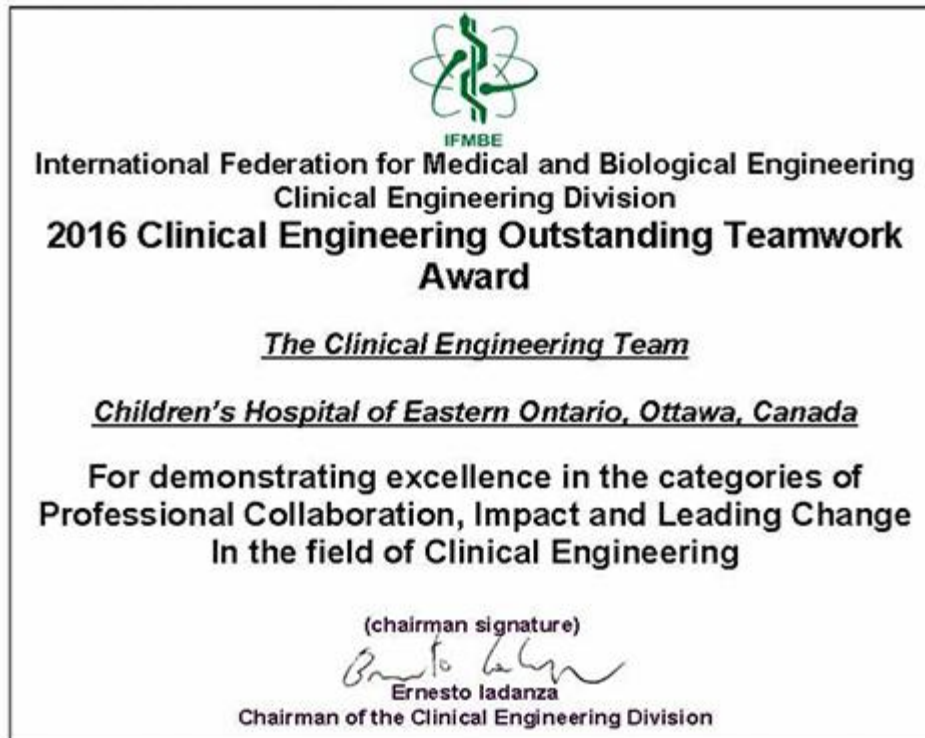 IFMBE
International Federation for Medical and Biological Engineering
Clinical Engineering Division
2016 Clinical Engineering Outstanding Teamwork
Award
The Clinical Engineering Team
Children's Hospital of Eastern Ontario, Ottawa, Canada
For demonstrating excellence in the categories of
Professional Collaboration, Impact and Leading Change
In the field of Clinical Engineering
(chairman signature)
Ernesto Iadanza
Chairman of the Clinical Engineering Division